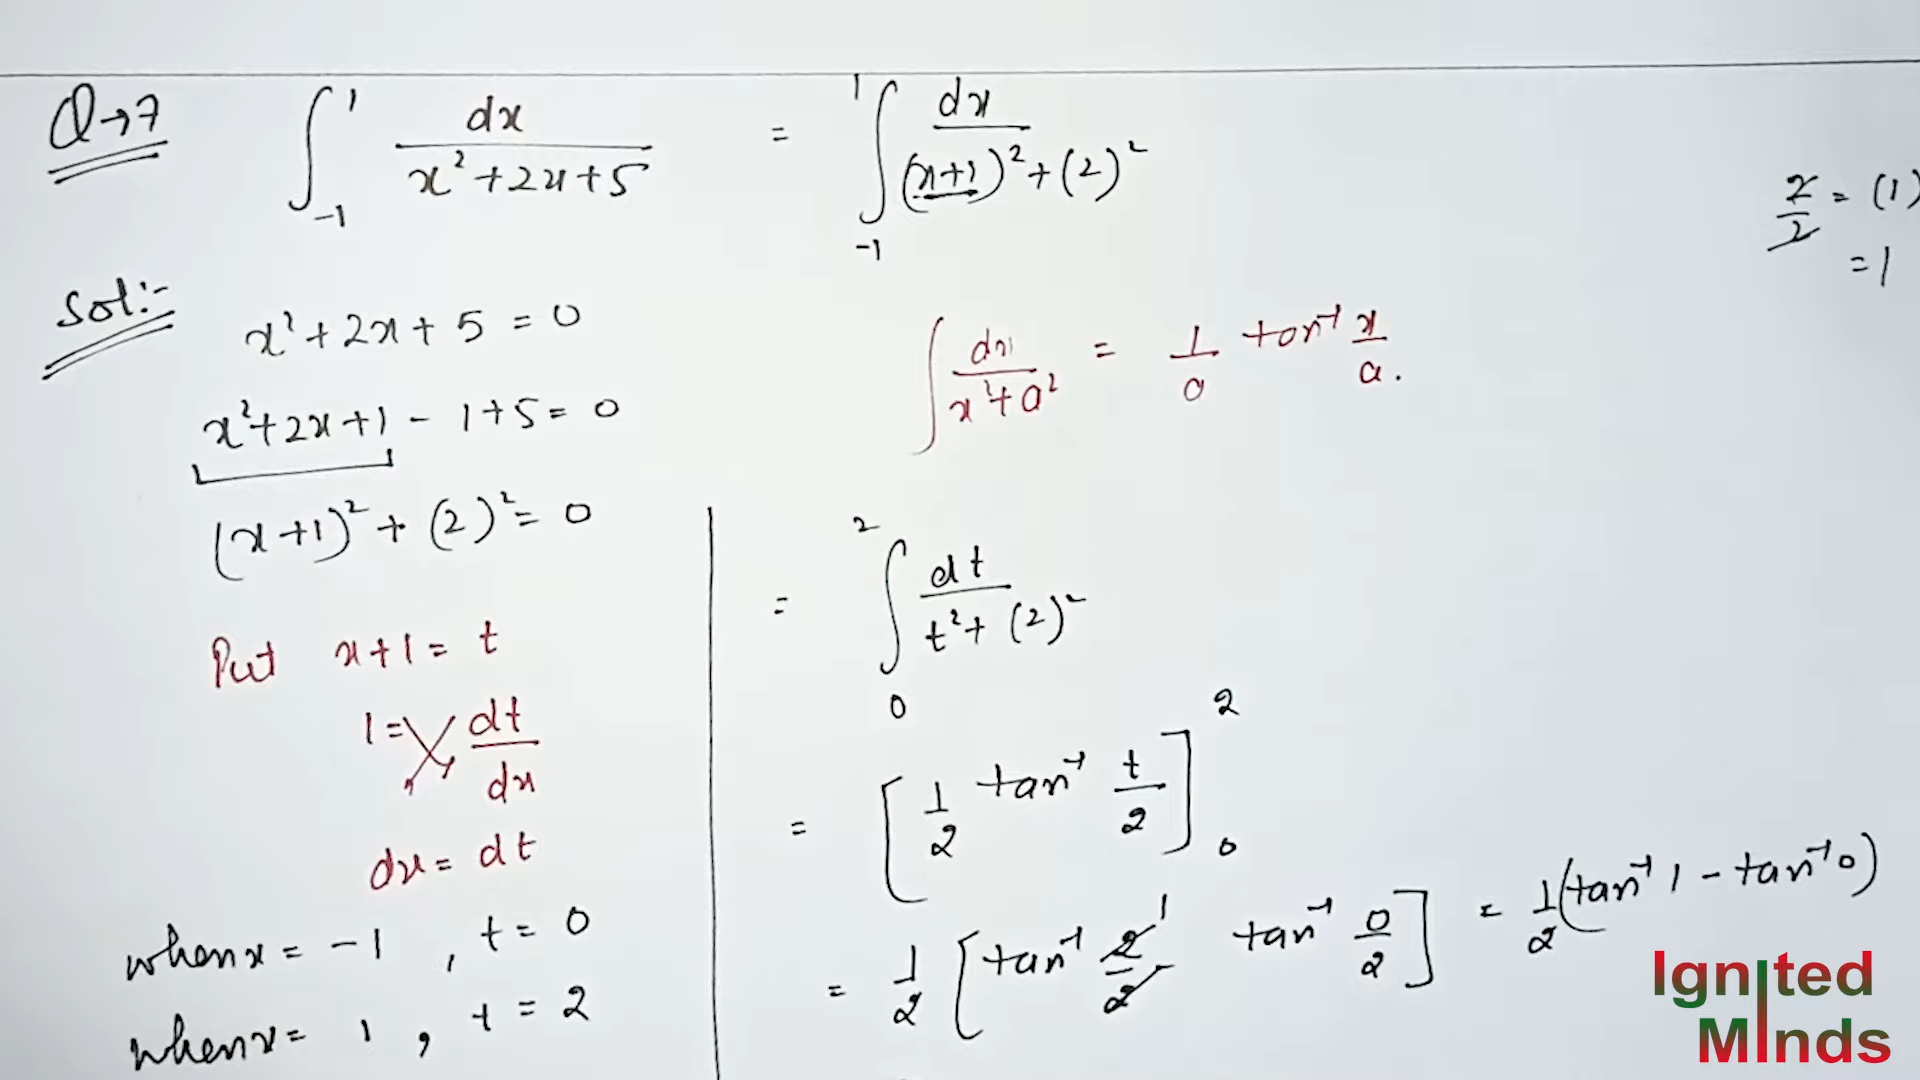 Q→7 ∫₋₁¹ dx / (x²+2x+5) = ∫₋₁¹ dx / ((x+1)²+(2)²)
2/2 = (1)
=1
Sol:-
x²+2x+5=0
x²+2x+1-1+5=0
(x+1)²+(2)²=0
Put x+1=t
1= dt/dx
dx=dt
when x=-1, t=0
when x=1, t=2
∫ dx / (x²+a²) = 1/a tan⁻¹ x/a.
= ∫₀² dt / (t²+(2)²)
= [1/2 tan⁻¹ t/2]₀²
= 1/2 [tan⁻¹ 2/2 1 tan⁻¹ 0/2] = 1/2 (tan⁻¹ 1 - tan⁻¹ 0)
Ignited
Minds